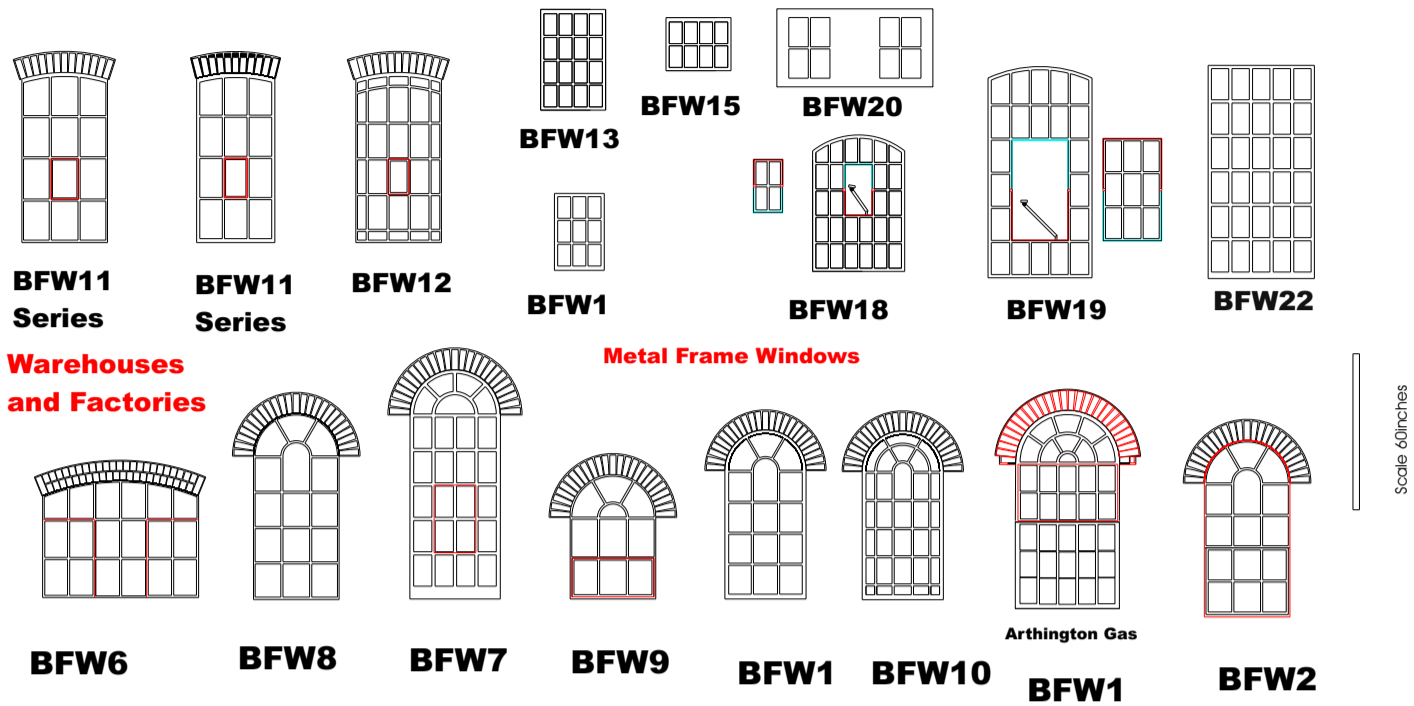 BFW13
BFW15
BFW20
BFW11
Series
BFW11
Series
BFW12
BFW1
BFW18
BFW19
BFW22
Warehouses
and Factories
Metal Frame Windows
Scale 60inches
BFW6
BFW8
BFW7
BFW9
BFW1
BFW10
Arthington Gas
BFW1
BFW2